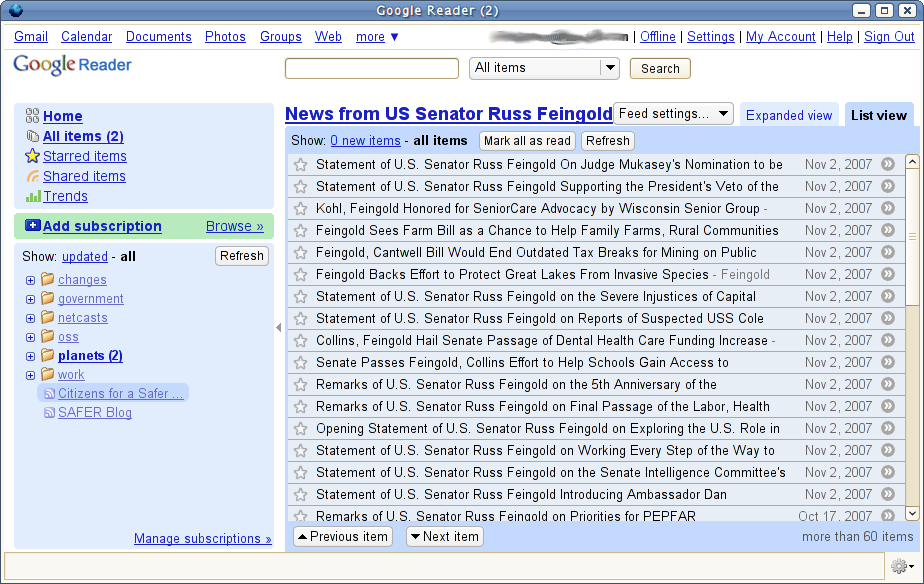 Google Reader (2)
Gmail Calendar Documents Photos Groups Web more ▼ | Offline | Settings | My Account | Help | Sign Out
Google Reader
All items Search
Home
All items (2)
Starred items
Shared items
Trends
Add subscription Browse »
Show: updated - all Refresh
changes
government
netcasts
oss
planets (2)
work
Citizens for a Safer ...
SAFER Blog
Manage subscriptions »
News from US Senator Russ Feingold Feed settings... Expanded view List view
Show: 0 new items - all items Mark all as read Refresh
Statement of U.S. Senator Russ Feingold On Judge Mukasey's Nomination to be Nov 2, 2007
Statement of U.S. Senator Russ Feingold Supporting the President's Veto of the Nov 2, 2007
Kohl, Feingold Honored for SeniorCare Advocacy by Wisconsin Senior Group - Nov 2, 2007
Feingold Sees Farm Bill as a Chance to Help Family Farms, Rural Communities Nov 2, 2007
Feingold, Cantwell Bill Would End Outdated Tax Breaks for Mining on Public Nov 2, 2007
Feingold Backs Effort to Protect Great Lakes From Invasive Species - Feingold Nov 2, 2007
Statement of U.S. Senator Russ Feingold on the Severe Injustices of Capital Nov 2, 2007
Statement of U.S. Senator Russ Feingold on Reports of Suspected USS Cole Nov 2, 2007
Collins, Feingold Hail Senate Passage of Dental Health Care Funding Increase - Nov 2, 2007
Senate Passes Feingold, Collins Effort to Help Schools Gain Access to Nov 2, 2007
Remarks of U.S. Senator Russ Feingold on the 5th Anniversary of the Nov 2, 2007
Remarks of U.S. Senator Russ Feingold on Final Passage of the Labor, Health Nov 2, 2007
Opening Statement of U.S. Senator Russ Feingold on Exploring the U.S. Role in Nov 2, 2007
Statement of U.S. Senator Russ Feingold on Working Every Step of the Way to Nov 2, 2007
Statement of U.S. Senator Russ Feingold on the Senate Intelligence Committee's Nov 2, 2007
Statement of U.S. Senator Russ Feingold Introducing Ambassador Dan Nov 2, 2007
Remarks of U.S. Senator Russ Feingold on Priorities for PEPFAR Oct 17, 2007
Previous item Next item more than 60 items